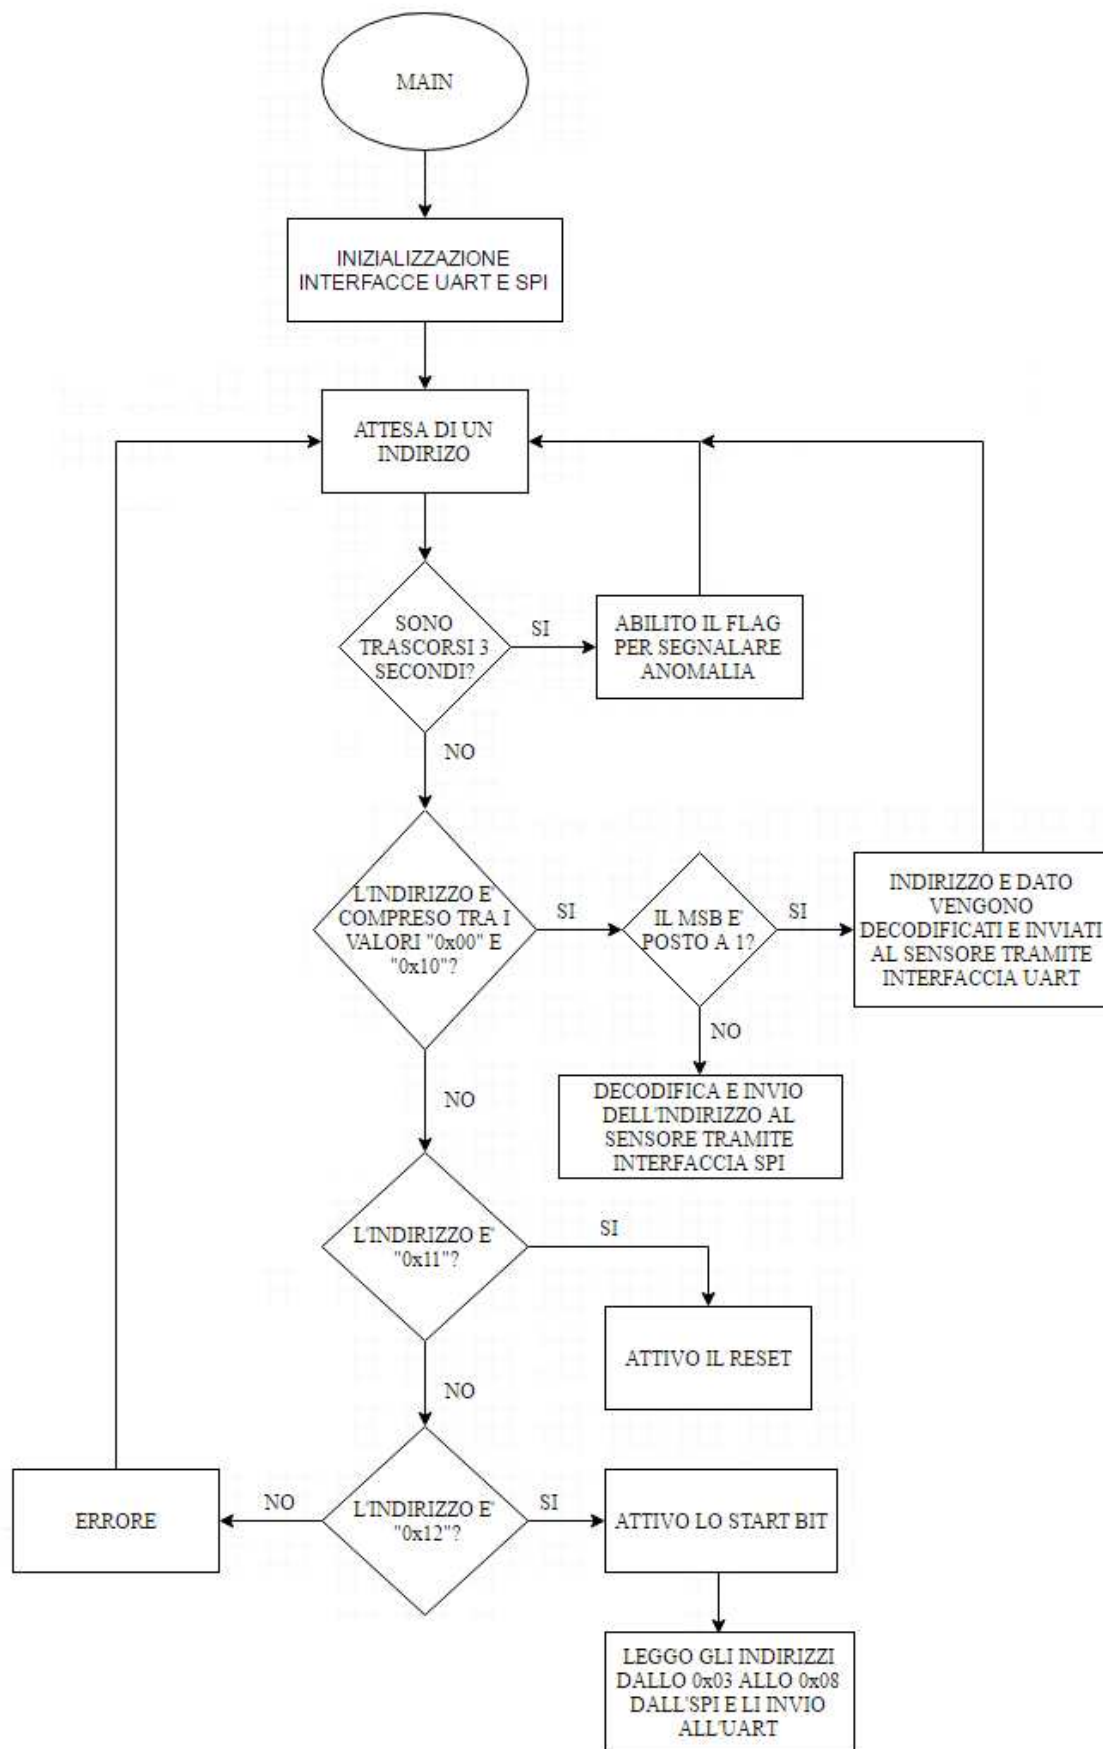 MAIN
INIZIALIZZAZIONE
INTERFACCE UART E SPI
ATTESA DI UN
INDIRIZO
SONO
TRASCORSI 3
SECONDI?
SI
ABILITO IL FLAG
PER SEGNALARE
ANOMALIA
NO
L'INDIRIZZO E'
COMPRESO TRA I
VALORI "0x00" E
"0x10"?
SI
IL MSB E'
POSTO A 1?
SI
INDIRIZZO E DATO
VENGONO
DECODIFICATI E INVIATI
AL SENSORE TRAMITE
INTERFACCIA UART
NO
DECODIFICA E INVIO
DELL'INDIRIZZO AL
SENSORE TRAMITE
INTERFACCIA SPI
NO
L'INDIRIZZO E'
"0x11"?
SI
ATTIVO IL RESET
NO
L'INDIRIZZO E'
"0x12"?
NO
ERRORE
SI
ATTIVO LO START BIT
LEGGO GLI INDIRIZZI
DALLO 0x03 ALLO 0x08
DALL'SPI E LI INVIO
ALL'UART